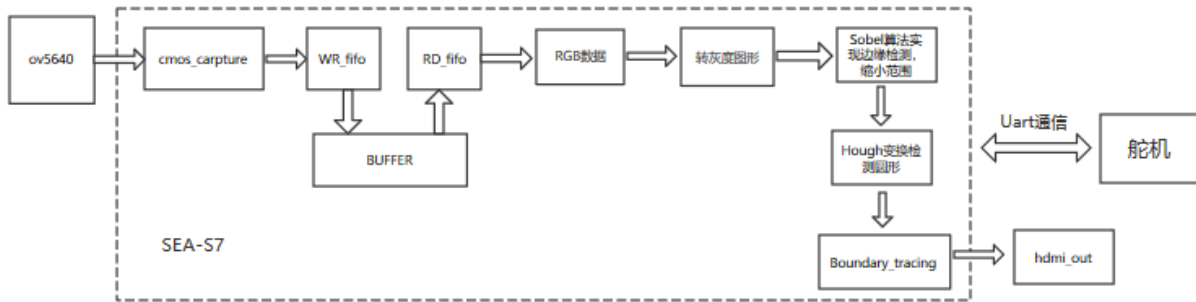 ov5640
cmos_carpture
WR_fifo
RD_fifo
RGB数据
转灰度图形
Sobel算法实
现边缘检测,
缩小范围
BUFFER
Hough变换检
测圆形
Uart通信
舵机
SEA-S7
Boundary_tracing
hdmi_out